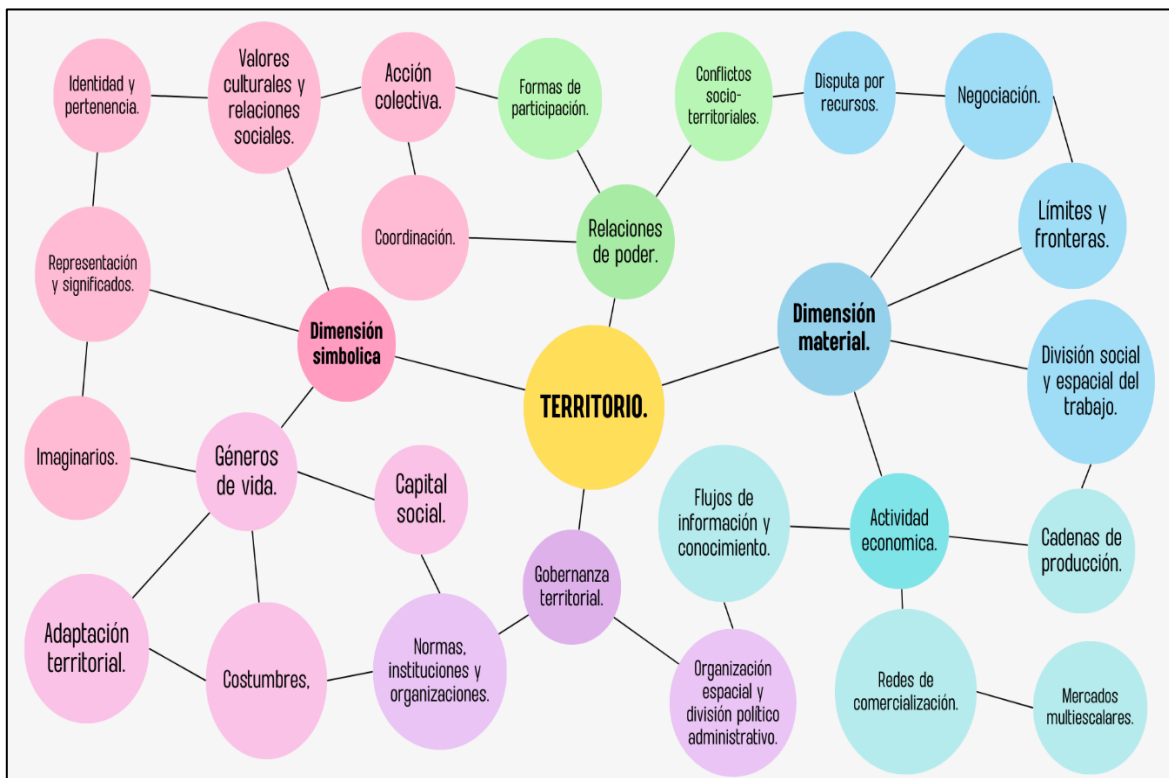 Identidad y
pertenencia.
Valores
culturales y
relaciones
sociales.
Acción
colectiva.
Formas de
participación.
Conflictos
socio-
territoriales.
Disputa por
recursos.
Negociación.
Representación
y significados.
Coordinación.
Relaciones
de poder.
Límites y
fronteras.
Dimensión
simbolica
Dimensión
material.
TERRITORIO.
División social
y espacial del
trabajo.
Imaginarios.
Géneros
de vida.
Capital
social.
Flujos de
información y
conocimiento.
Actividad
economica.
Cadenas de
producción.
Gobernanza
territorial.
Adaptación
territorial.
Costumbres,
Normas,
instituciones y
organizaciones.
Organización
espacial y
división político
administrativo.
Redes de
comercialización.
Mercados
multiescalares.